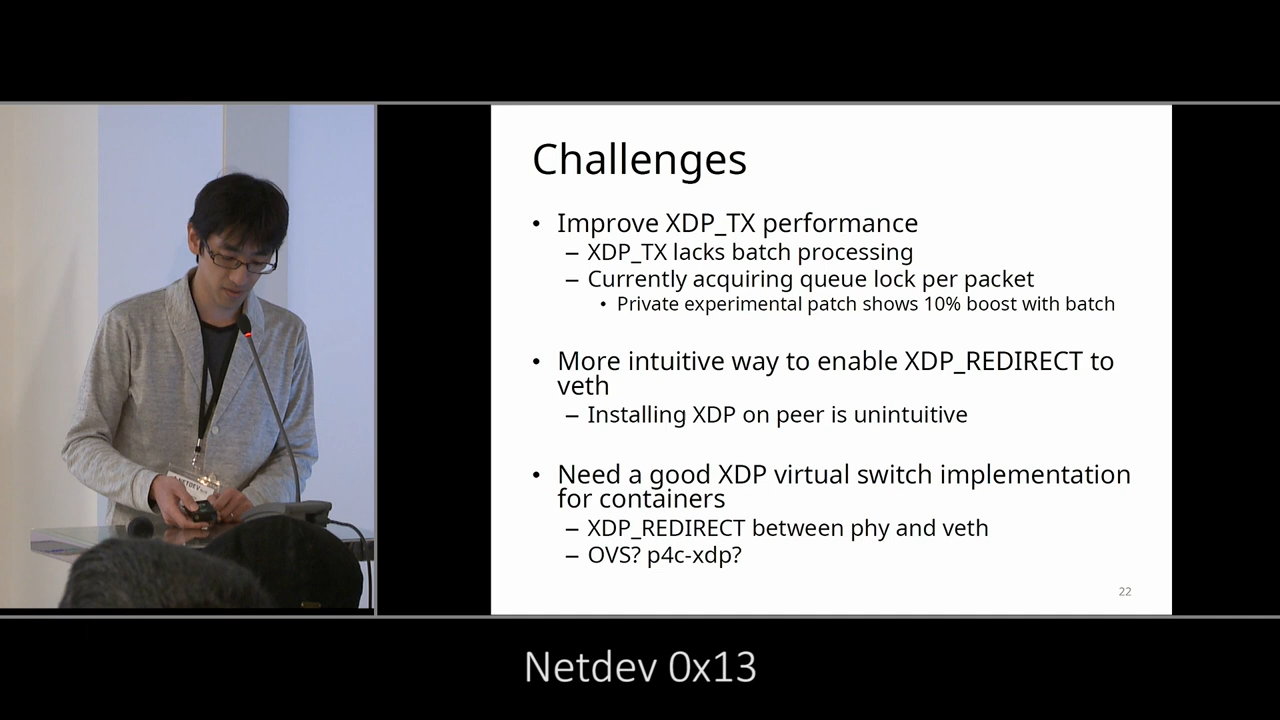 Challenges
• Improve XDP_TX performance
– XDP_TX lacks batch processing
– Currently acquiring queue lock per packet
• Private experimental patch shows 10% boost with batch
• More intuitive way to enable XDP_REDIRECT to
veth
– Installing XDP on peer is unintuitive
• Need a good XDP virtual switch implementation
for containers
– XDP_REDIRECT between phy and veth
– OVS? p4c-xdp?
22
Netdev 0x13